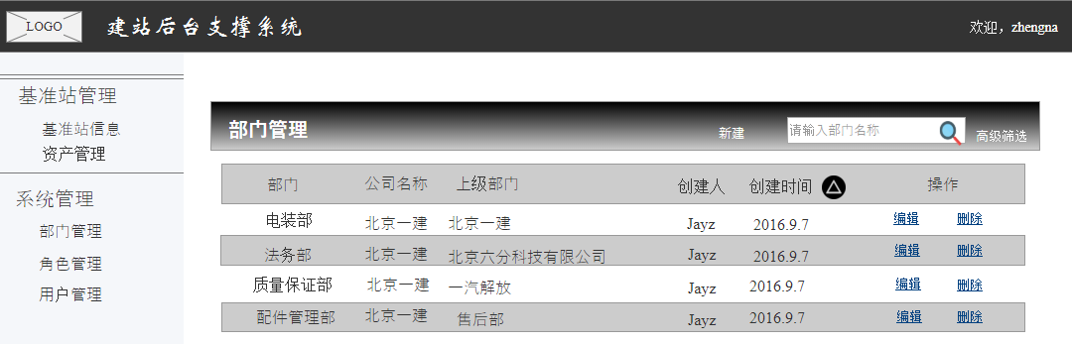 LOGO 建站后台支撑系统 欢迎，zhengna
基准站管理
基准站信息
资产管理
系统管理
部门管理
角色管理
用户管理
部门管理 新建 请输入部门名称 高级筛选
部门 公司名称 上级部门 创建人 创建时间 操作
电装部 北京一建 北京一建 Jayz 2016.9.7 编辑 删除
法务部 北京一建 北京六分科技有限公司 Jayz 2016.9.7 编辑 删除
质量保证部 北京一建 一汽解放 Jayz 2016.9.7 编辑 删除
配件管理部 北京一建 售后部 Jayz 2016.9.7 编辑 删除